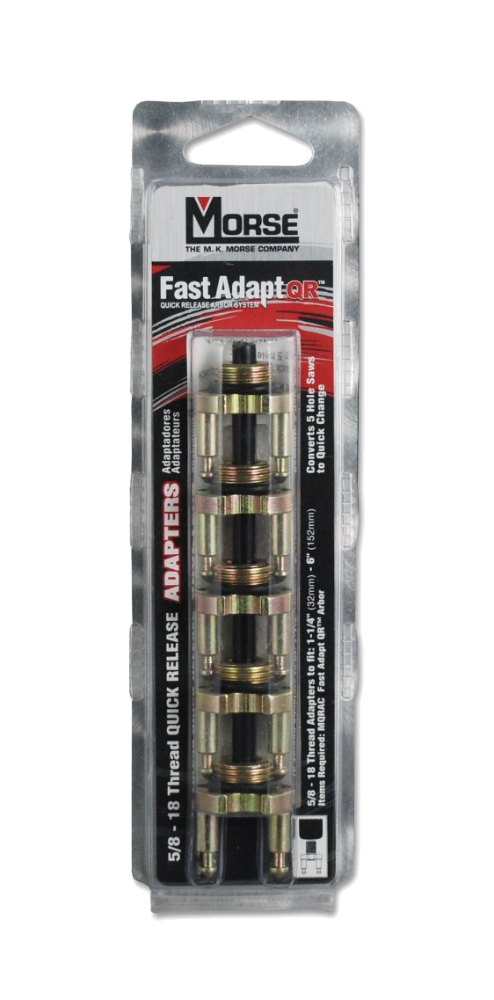 MORSE®
THE M. K. MORSE COMPANY
Fast Adapt QR™
QUICK RELEASE ARBOR SYSTEM
5/8 - 18 Thread QUICK RELEASE ADAPTERS
Adaptadores
Adaptateurs
Converts 5 Hole Saws
to Quick Change
5/8 - 18 Thread Adapters to fit: 1-1/4" (32mm) - 6" (152mm)
Items Required: MQRAC Fast Adapt QR™ Arbor